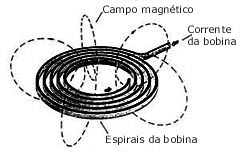 Campo magnético
Corrente
da bobina
Espirais da bobina